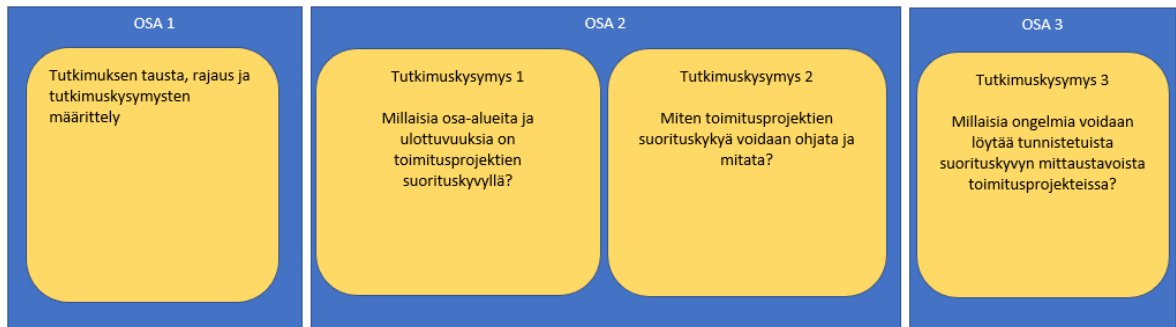 OSA 1
Tutkimuksen tausta, rajaus ja
tutkimuskysymysten
määrittely
OSA 2
Tutkimuskysymys 1
Millaisia osa-alueita ja
ulottuvuuksia on
toimitusprojektien
suorituskyvyllä?
Tutkimuskysymys 2
Miten toimitusprojektien
suorituskykyä voidaan ohjata ja
mitata?
OSA 3
Tutkimuskysymys 3
Millaisia ongelmia voidaan
löytää tunnistetuista
suorituskyvyn mittaustavoista
toimitusprojekteissa?